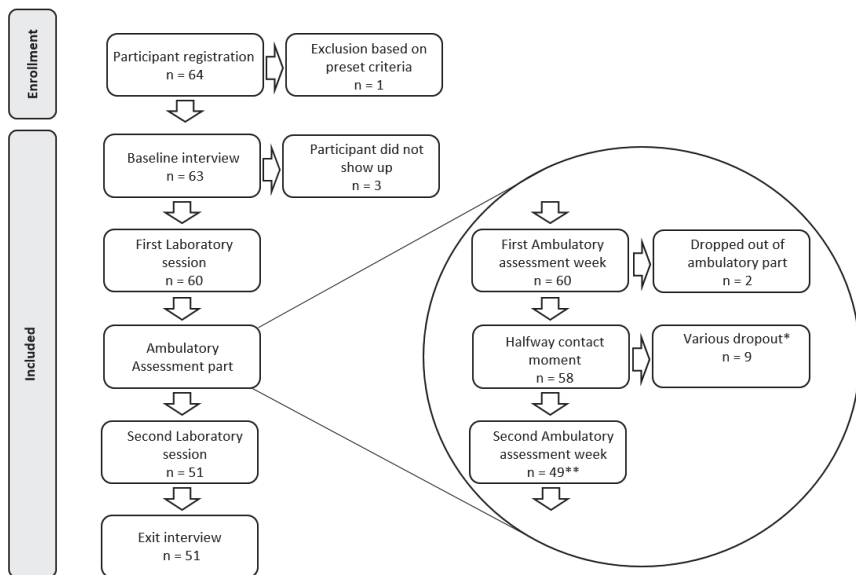 Enrollment
Participant registration
n = 64
Exclusion based on
preset criteria
n = 1
Included
Baseline interview
n = 63
Participant did not
show up
n = 3
First Laboratory
session
n = 60
Ambulatory
Assessment part
Second Laboratory
session
n = 51
Exit interview
n = 51
First Ambulatory
assessment week
n = 60
Dropped out of
ambulatory part
n = 2
Halfway contact
moment
n = 58
Various dropout*
n = 9
Second Ambulatory
assessment week
n = 49**